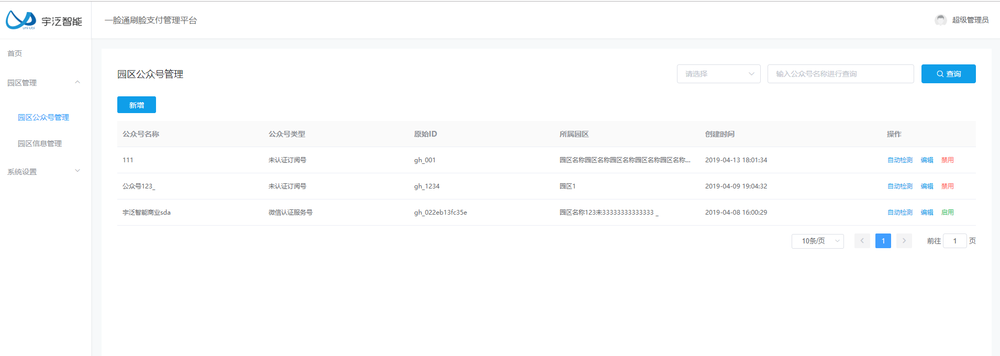 uni-ubi
宇泛智能
一脸通刷脸支付管理平台
超级管理员
首页
园区管理
园区公众号管理
园区信息管理
系统设置
园区公众号管理
请选择
输入公众号名称进行查询
查询
新增
公众号名称 公众号类型 原始ID 所属园区 创建时间 操作
111 未认证订阅号 gh_001 园区名称园区名称园区名称园区名称园区名称... 2019-04-13 18:01:34 自动检测 编辑 禁用
公众号123_ 未认证订阅号 gh_1234 园区1 2019-04-09 19:04:32 自动检测 编辑 禁用
宇泛智能商业sda 微信认证服务号 gh_022eb13fc35e 园区名称123未33333333333333 _ 2019-04-08 16:00:29 自动检测 编辑 启用
10条/页 1 前往 1 页